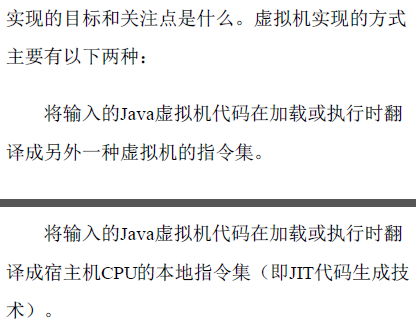 实现的目标和关注点是什么。虚拟机实现的方式
主要有以下两种：
将输入的Java虚拟机代码在加载或执行时翻
译成另外一种虚拟机的指令集。
将输入的Java虚拟机代码在加载或执行时翻
译成宿主机CPU的本地指令集（即JIT代码生成技
术）。